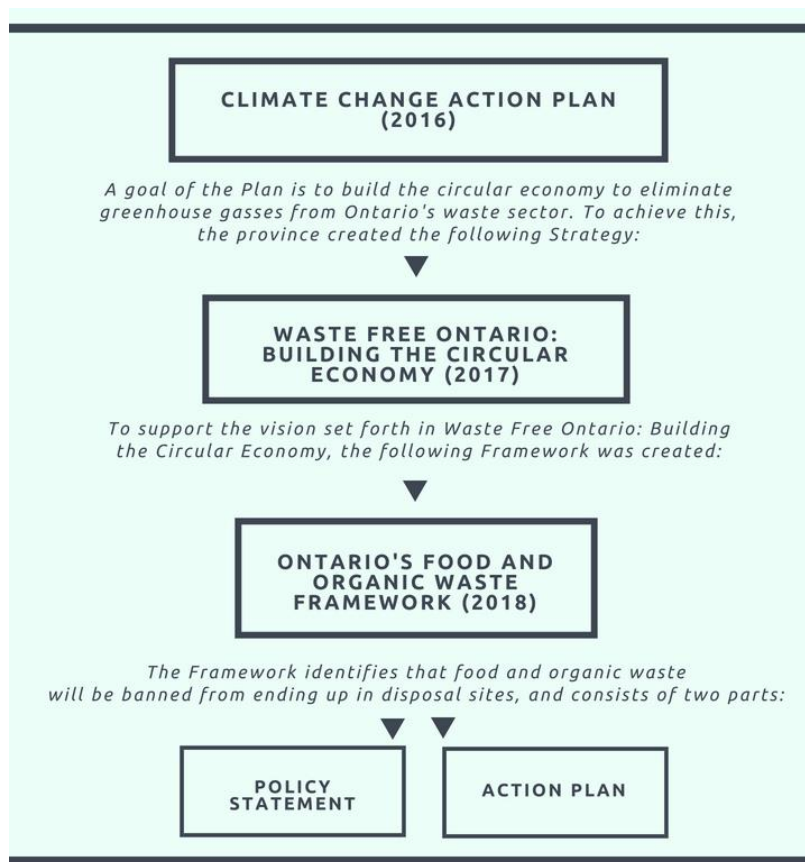 CLIMATE CHANGE ACTION PLAN
(2016)
A goal of the Plan is to build the circular economy to eliminate
greenhouse gasses from Ontario's waste sector. To achieve this,
the province created the following Strategy:
WASTE FREE ONTARIO:
BUILDING THE CIRCULAR
ECONOMY (2017)
To support the vision set forth in Waste Free Ontario: Building
the Circular Economy, the following Framework was created:
ONTARIO'S FOOD AND
ORGANIC WASTE
FRAMEWORK (2018)
The Framework identifies that food and organic waste
will be banned from ending up in disposal sites, and consists of two parts:
POLICY
STATEMENT
ACTION PLAN